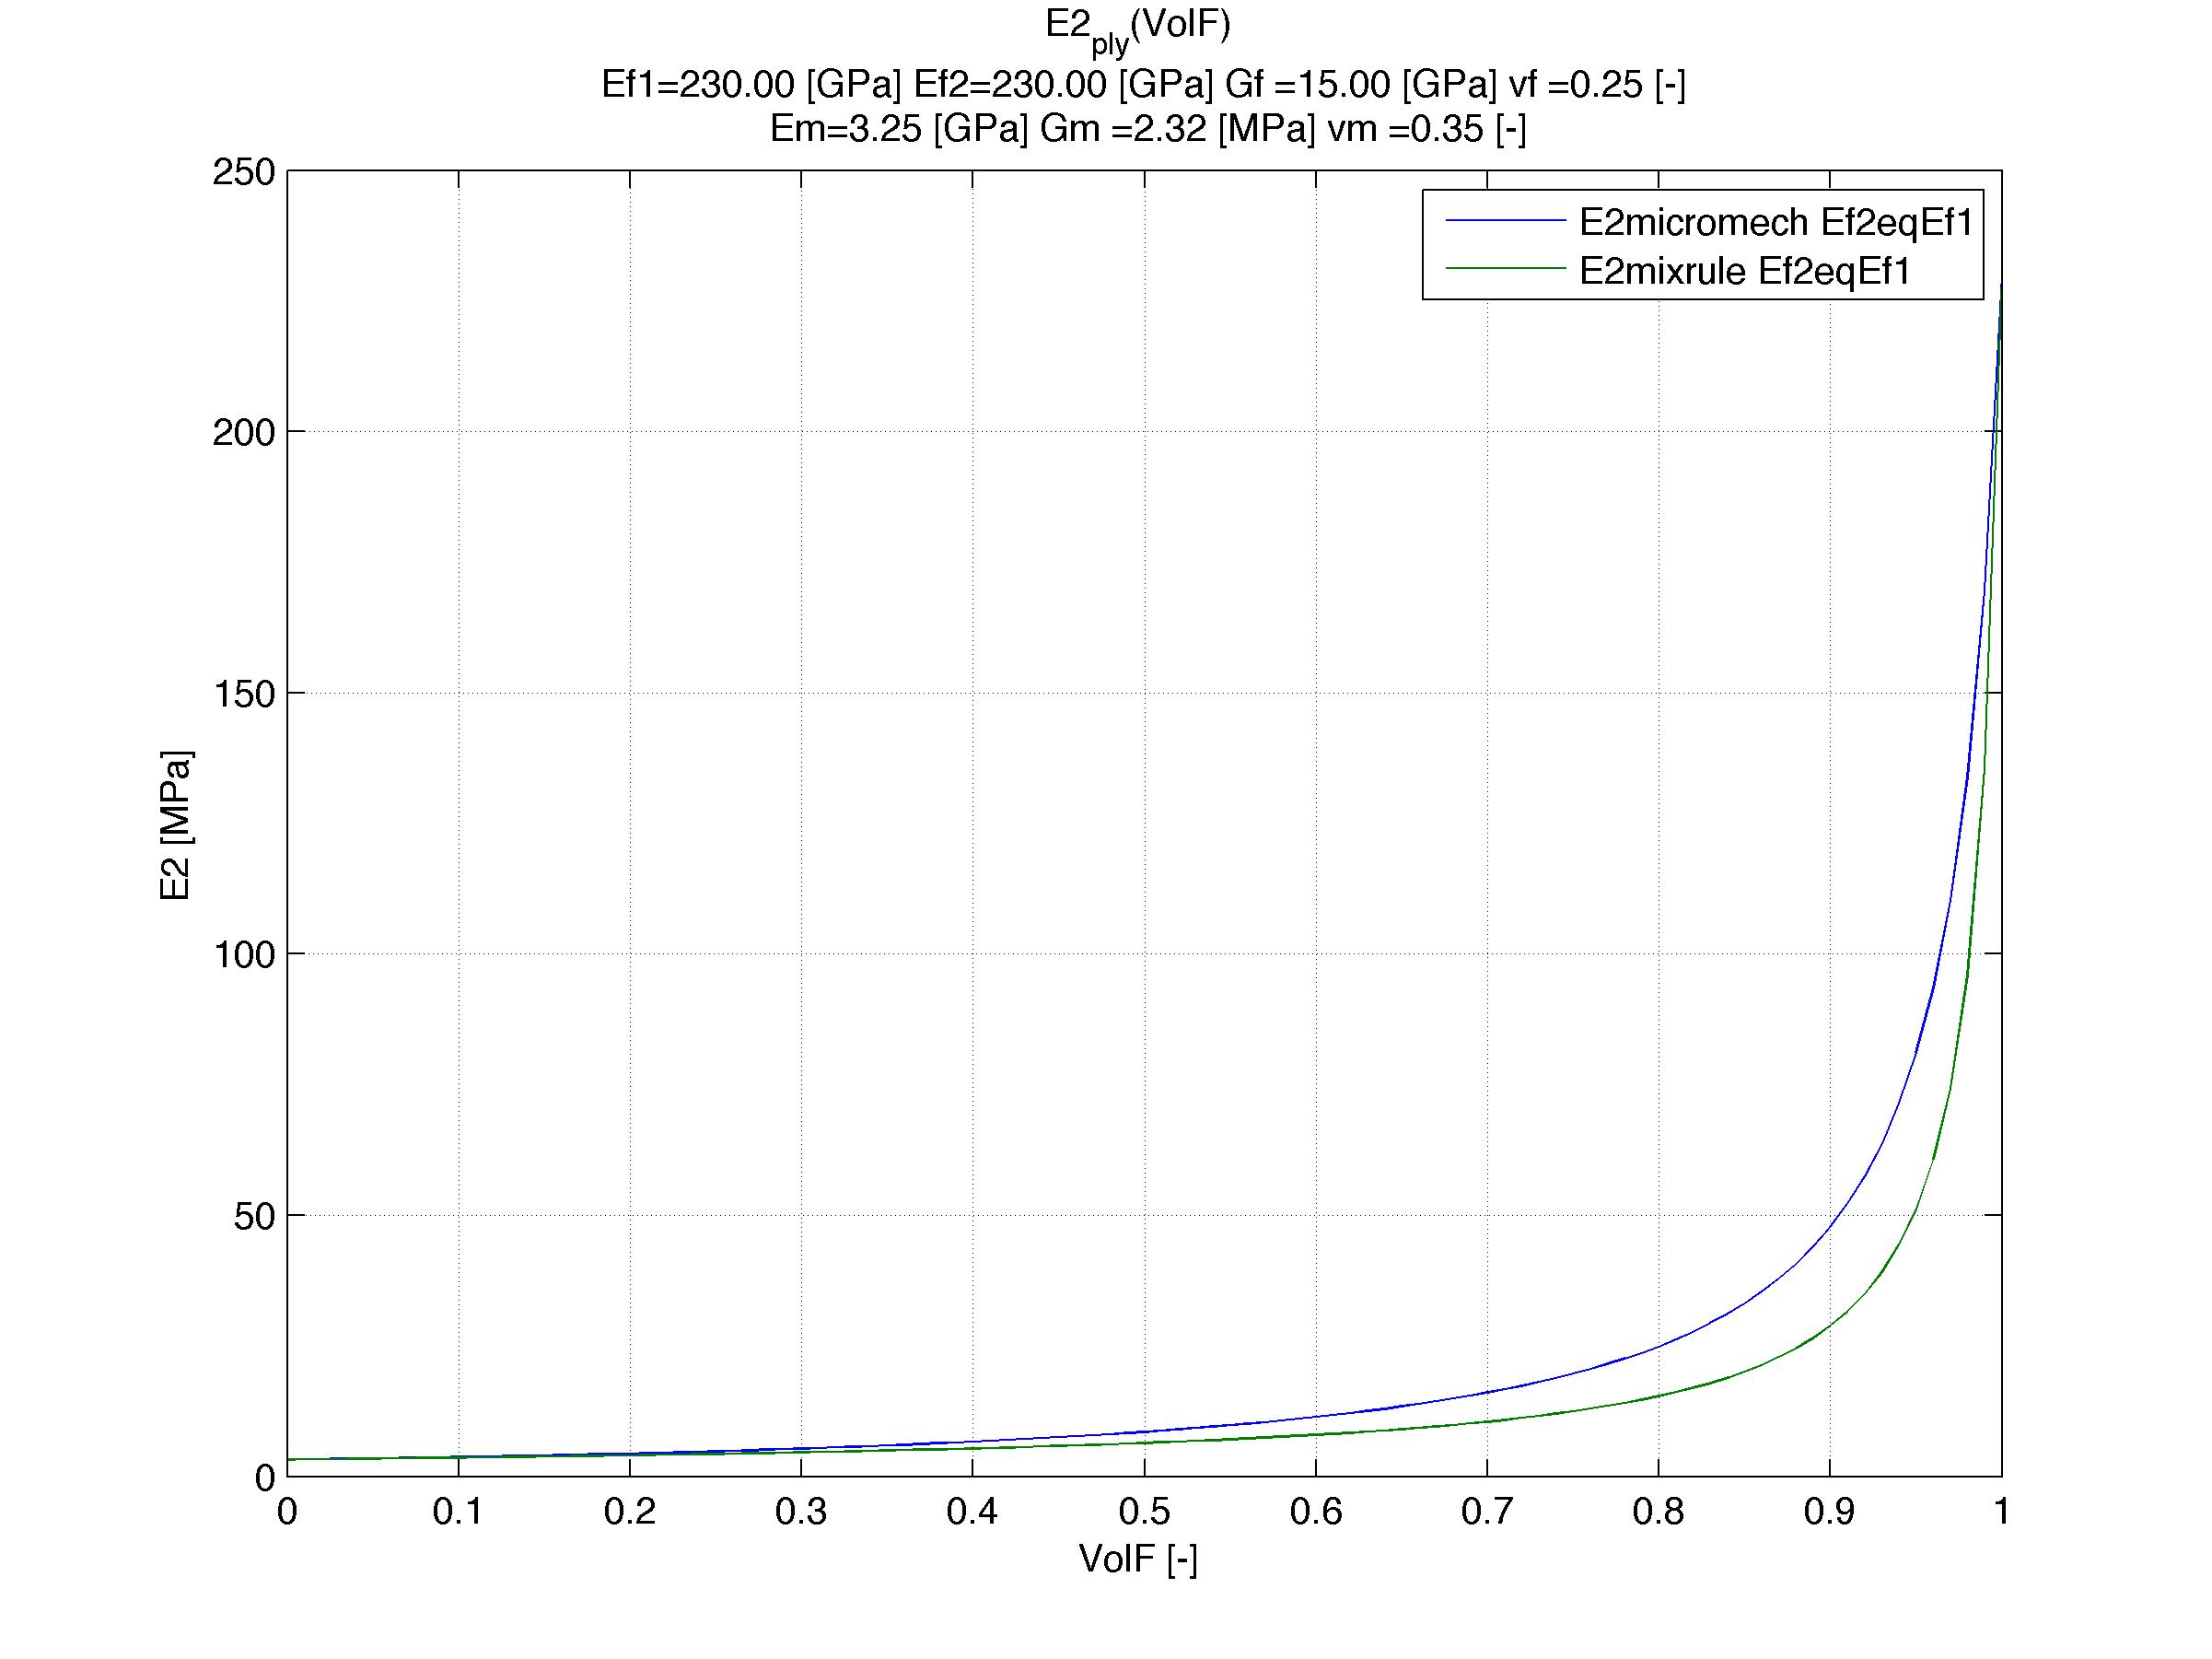 E2ply(VolF)
Ef1=230.00 [GPa] Ef2=230.00 [GPa] Gf =15.00 [GPa] vf =0.25 [-]
Em=3.25 [GPa] Gm =2.32 [MPa] vm =0.35 [-]
E2micromech Ef2eqEf1
E2mixrule Ef2eqEf1
250
200
150
100
50
0
E2 [MPa]
0 0.1 0.2 0.3 0.4 0.5 0.6 0.7 0.8 0.9 1
VolF [-]